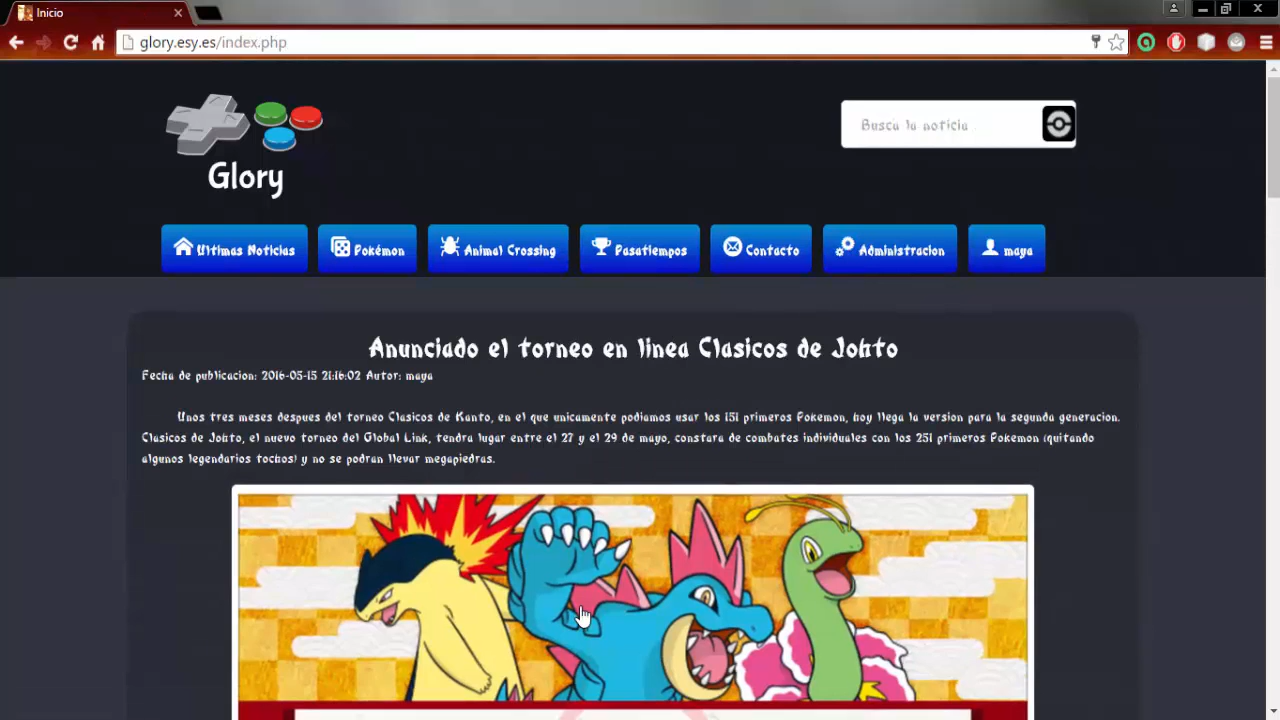 Inicio
glory.esy.es/index.php
Glory
Busca la noticia
Ultimas Noticias
Pokémon
Animal Crossing
Pasatiempos
Contacto
Administracion
maya
Anunciado el torneo en linea Clasicos de Johto
Fecha de publicacion: 2016-05-15 21:16:02 Autor: maya
Unos tres meses despues del torneo Clasicos de Kanto, en el que unicamente podiamos usar los 151 primeros Pokemon, hoy llega la version para la segunda generacion.
Clasicos de Johto, el nuevo torneo del Global Link, tendra lugar entre el 27 y el 29 de mayo, constara de combates individuales con los 251 primeros Pokemon (quitando
algunos legendarios tochos) y no se podran llevar megapiedras.